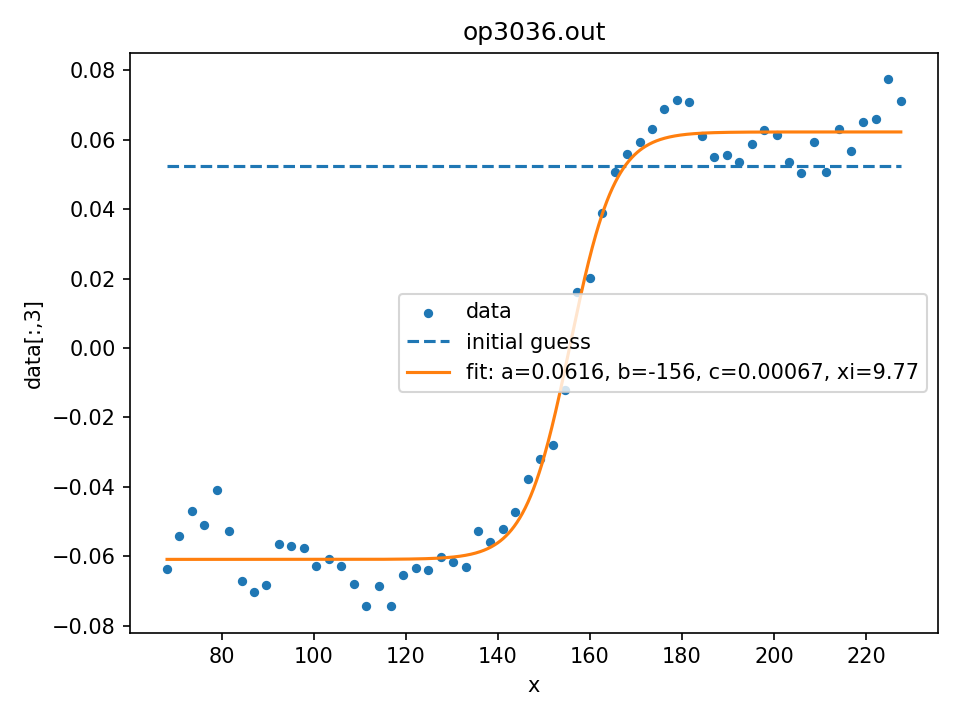 op3036.out
0.08
0.06
0.04
0.02
0.00
−0.02
−0.04
−0.06
−0.08
data[:,3]
data
initial guess
fit: a=0.0616, b=-156, c=0.00067, xi=9.77
80 100 120 140 160 180 200 220
x